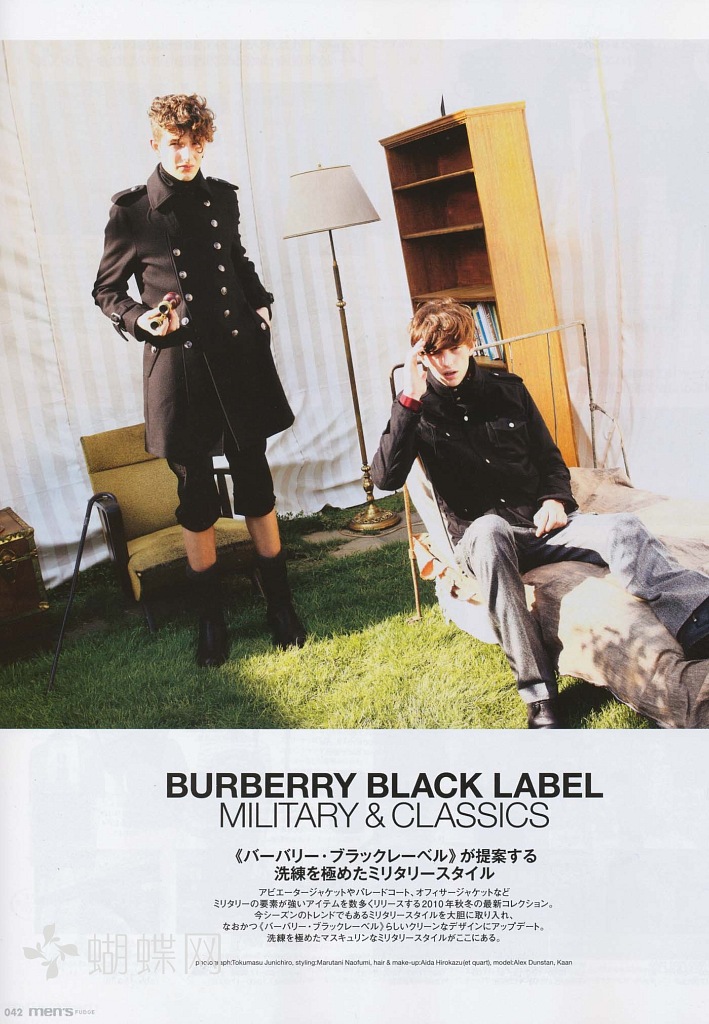 BURBERRY BLACK LABEL
MILITARY & CLASSICS
《バーバリー・ブラックレーベル》が提案する
洗練を極めたミリタリースタイル
アビエータージャケットやパレードコート、オフィサージャケットなど
ミリタリーの要素が強いアイテムを数多くリリースする2010年秋冬の最新コレクション。
今シーズンのトレンドでもあるミリタリースタイルを大胆に取り入れ、
なおかつ《バーバリー・ブラックレーベル》らしいクリーンなデザインにアップデート。
洗練を極めたマスキュリンなミリタリースタイルがここにある。
蝴蝶网
photograph:Tokumasu Junichiro, styling:Marutani Naofumi, hair & make-up:Aida Hirokazu(et quart), model:Alex Dunstan, Kaan
042 men's FUDGE